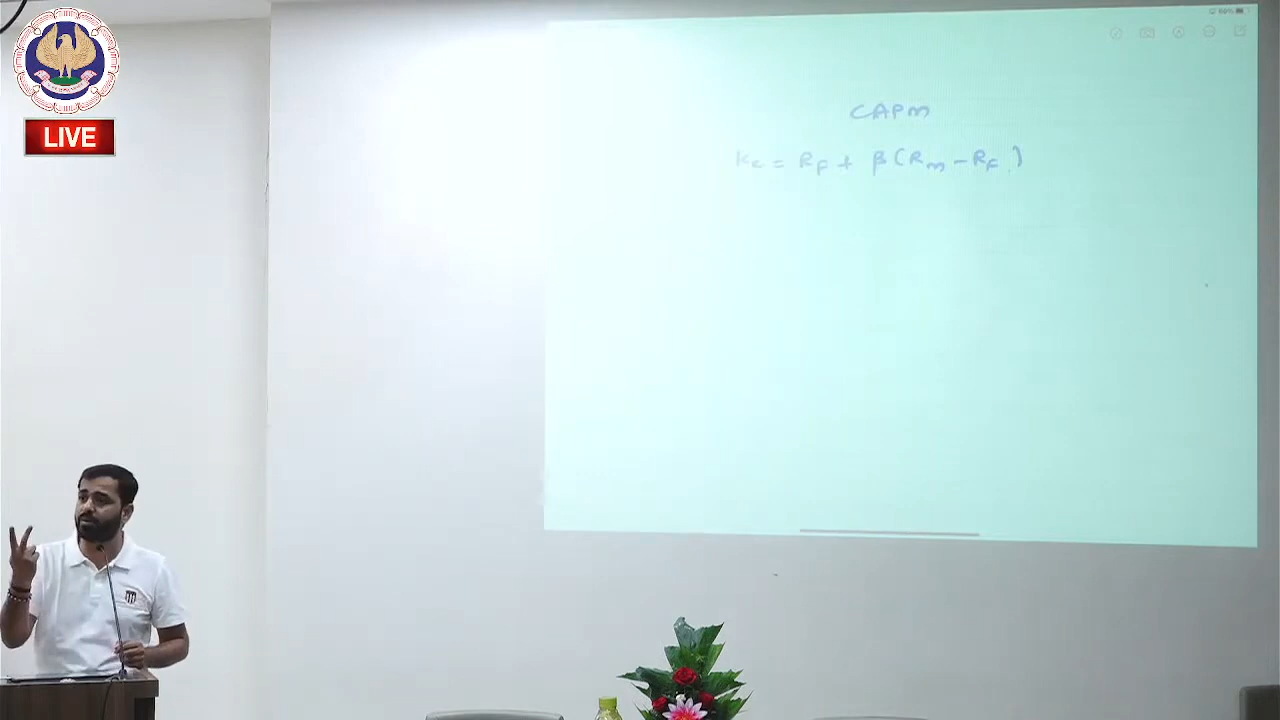 LIVE
CAPM
Ke = RF + β(Rm − RF)